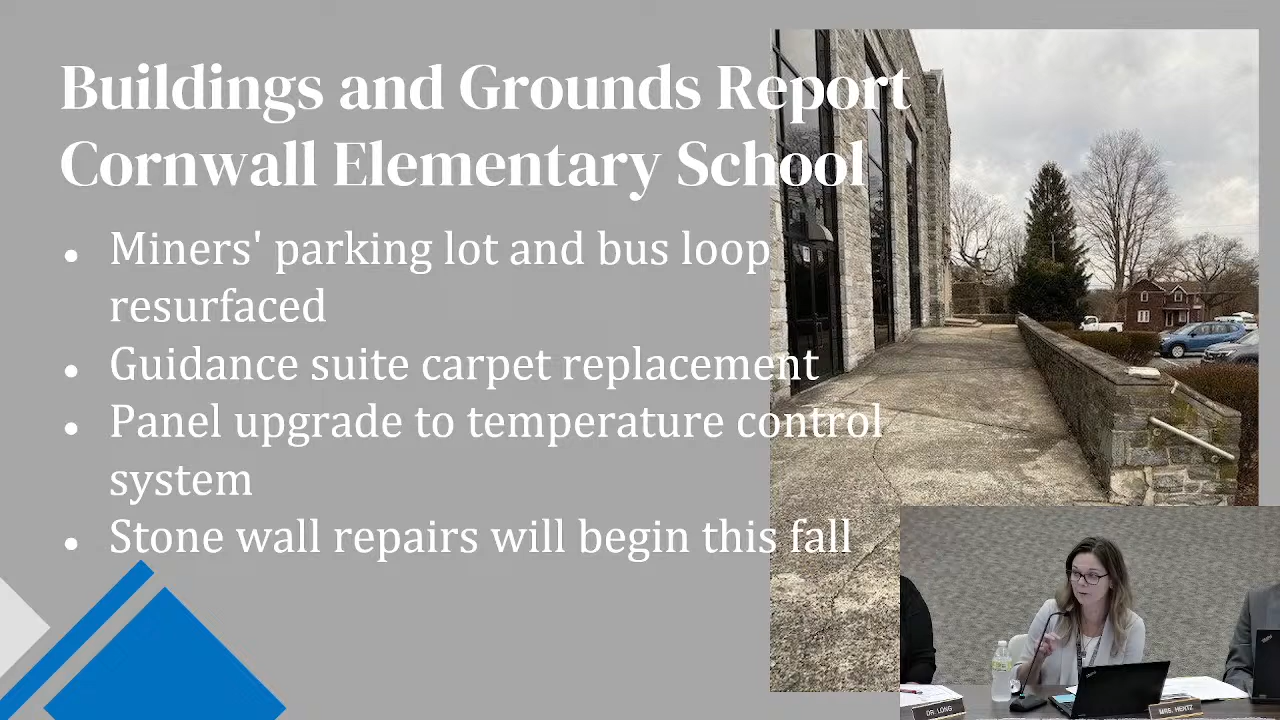 Buildings and Grounds Report
Cornwall Elementary School
• Miners' parking lot and bus loop
resurfaced
• Guidance suite carpet replacement
• Panel upgrade to temperature control
system
• Stone wall repairs will begin this fall
DR. LONG
MRS. HENTZ